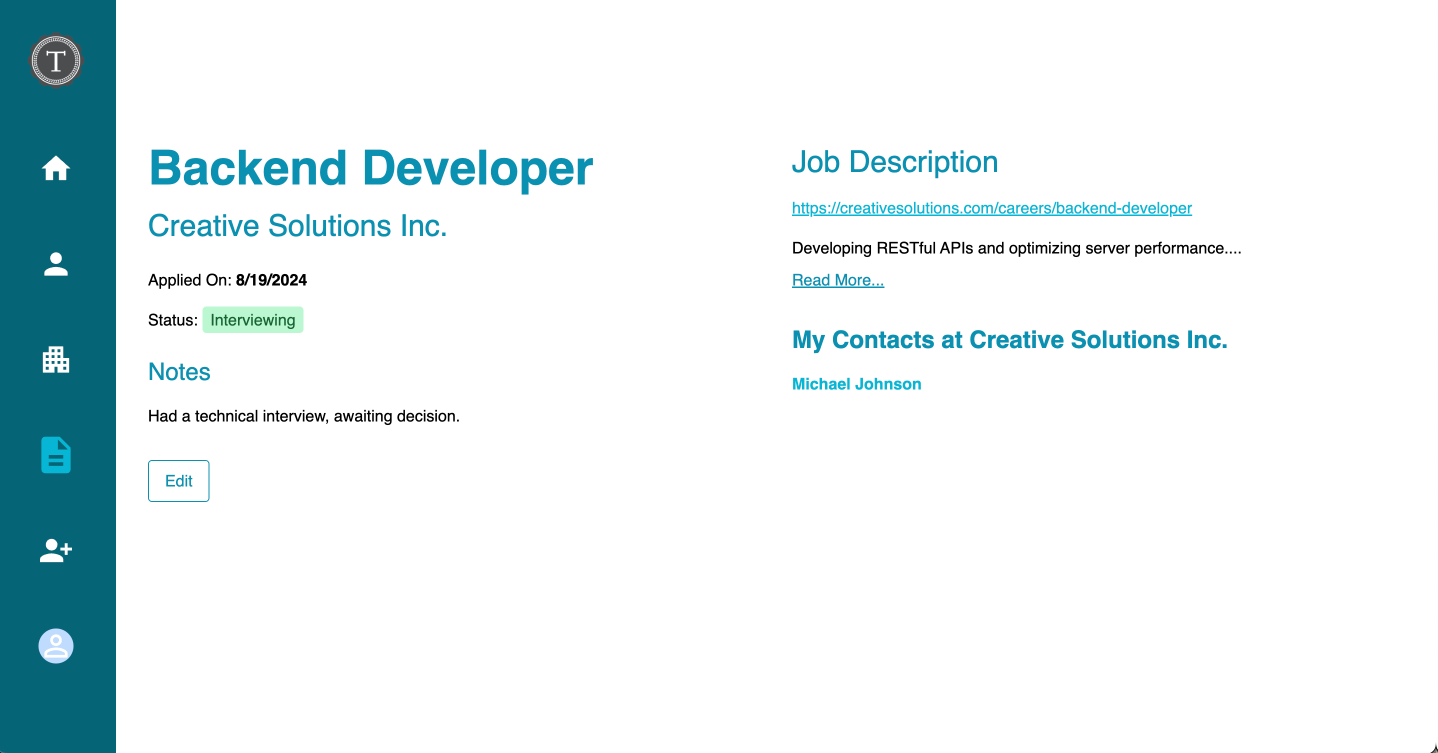 T
Backend Developer
Creative Solutions Inc.
Applied On: 8/19/2024
Status: Interviewing
Notes
Had a technical interview, awaiting decision.
Edit
Job Description
https://creativesolutions.com/careers/backend-developer
Developing RESTful APIs and optimizing server performance....
Read More...
My Contacts at Creative Solutions Inc.
Michael Johnson